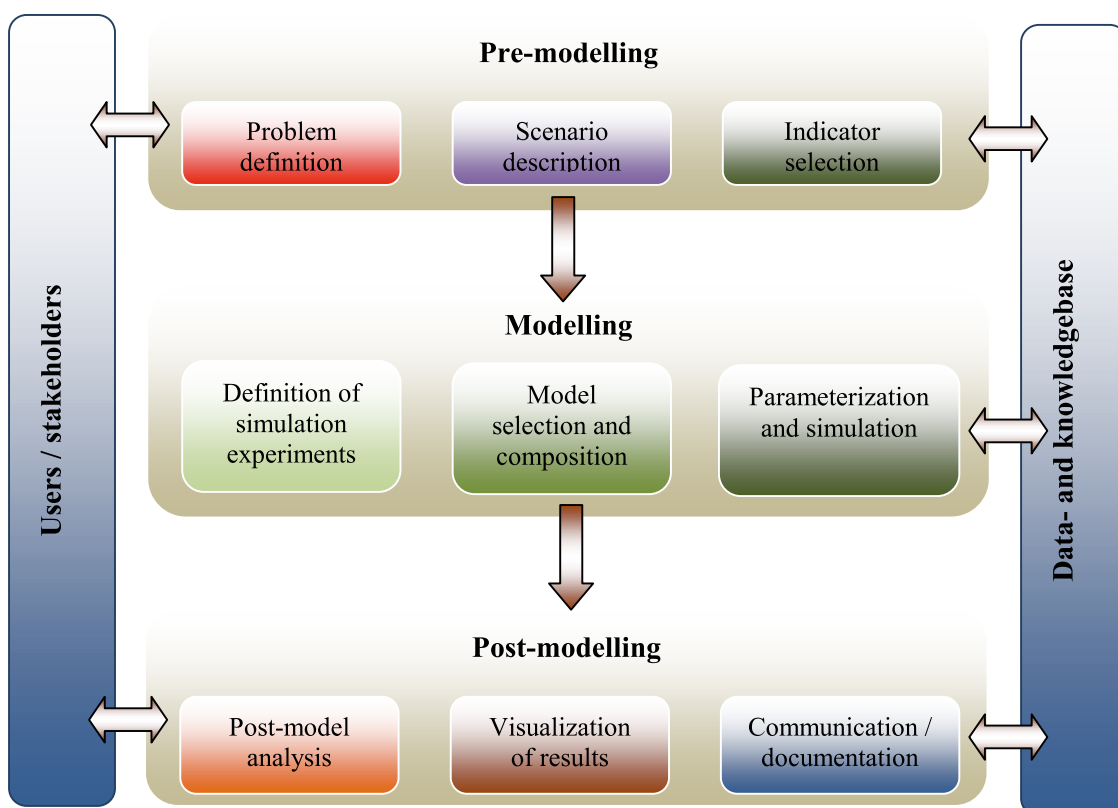 Pre-modelling
Problem
definition
Scenario
description
Indicator
selection
Users / stakeholders
Data- and knowledgebase
Modelling
Definition of
simulation
experiments
Model
selection and
composition
Parameterization
and simulation
Post-modelling
Post-model
analysis
Visualization
of results
Communication /
documentation